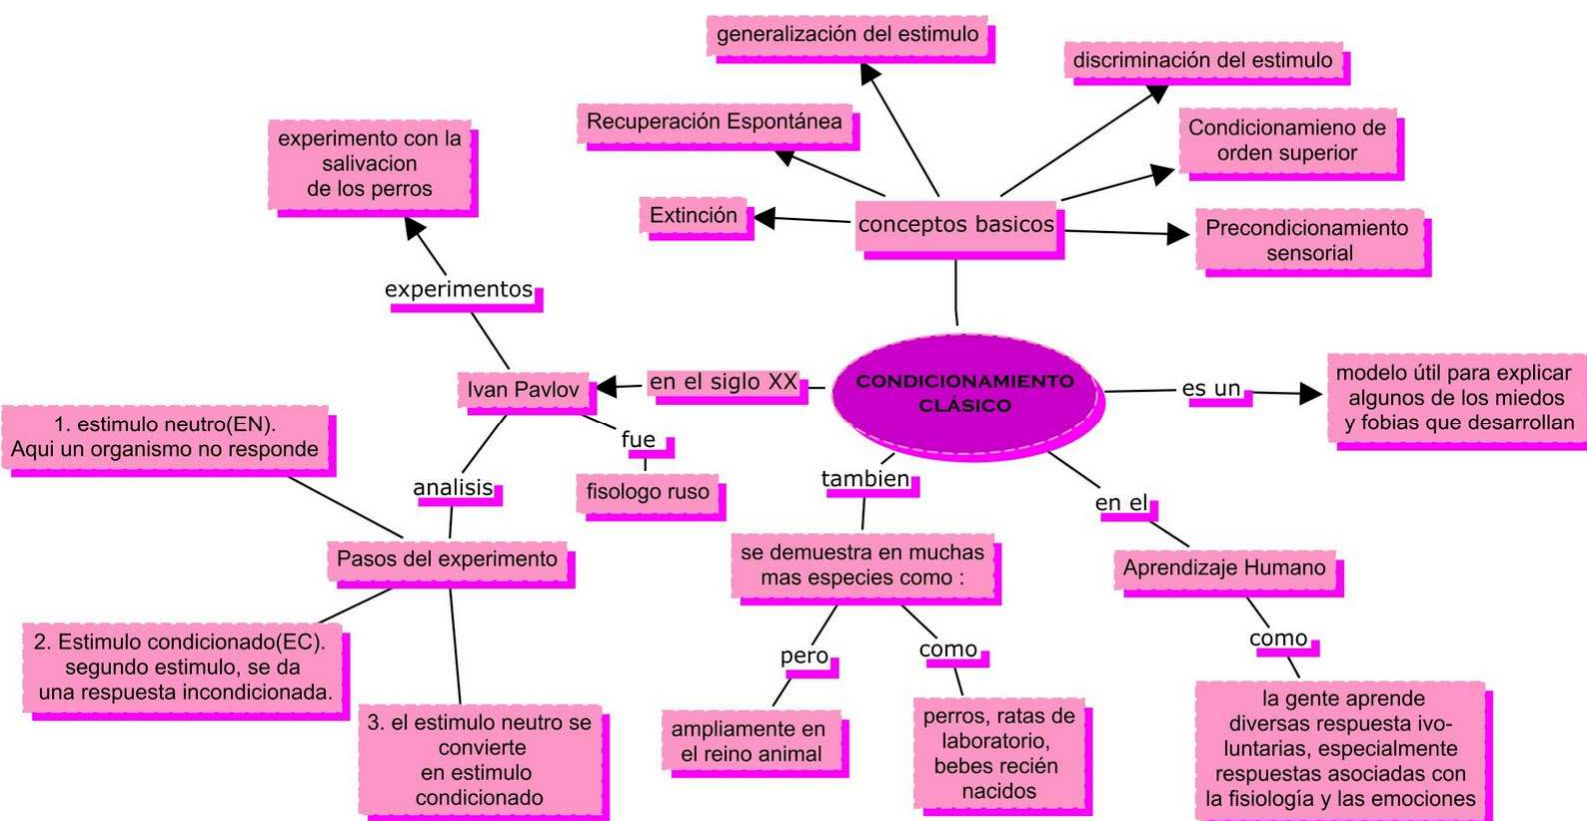 generalización del estimulo
discriminación del estimulo
Recuperación Espontánea
Condicionamieno de
orden superior
experimento con la
salivacion
de los perros
Extinción
conceptos basicos
Precondicionamiento
sensorial
experimentos
Ivan Pavlov
en el siglo XX
CONDICIONAMIENTO
CLÁSICO
es un
modelo útil para explicar
algunos de los miedos
y fobias que desarrollan
1. estimulo neutro(EN).
Aqui un organismo no responde
fue
analisis
fisologo ruso
tambien
en el
Pasos del experimento
se demuestra en muchas
mas especies como :
Aprendizaje Humano
2. Estimulo condicionado(EC).
segundo estimulo, se da
una respuesta incondicionada.
pero
como
como
3. el estimulo neutro se
convierte
en estimulo
condicionado
ampliamente en
el reino animal
perros, ratas de
laboratorio,
bebes recién
nacidos
la gente aprende
diversas respuesta ivo-
luntarias, especialmente
respuestas asociadas con
la fisiología y las emociones